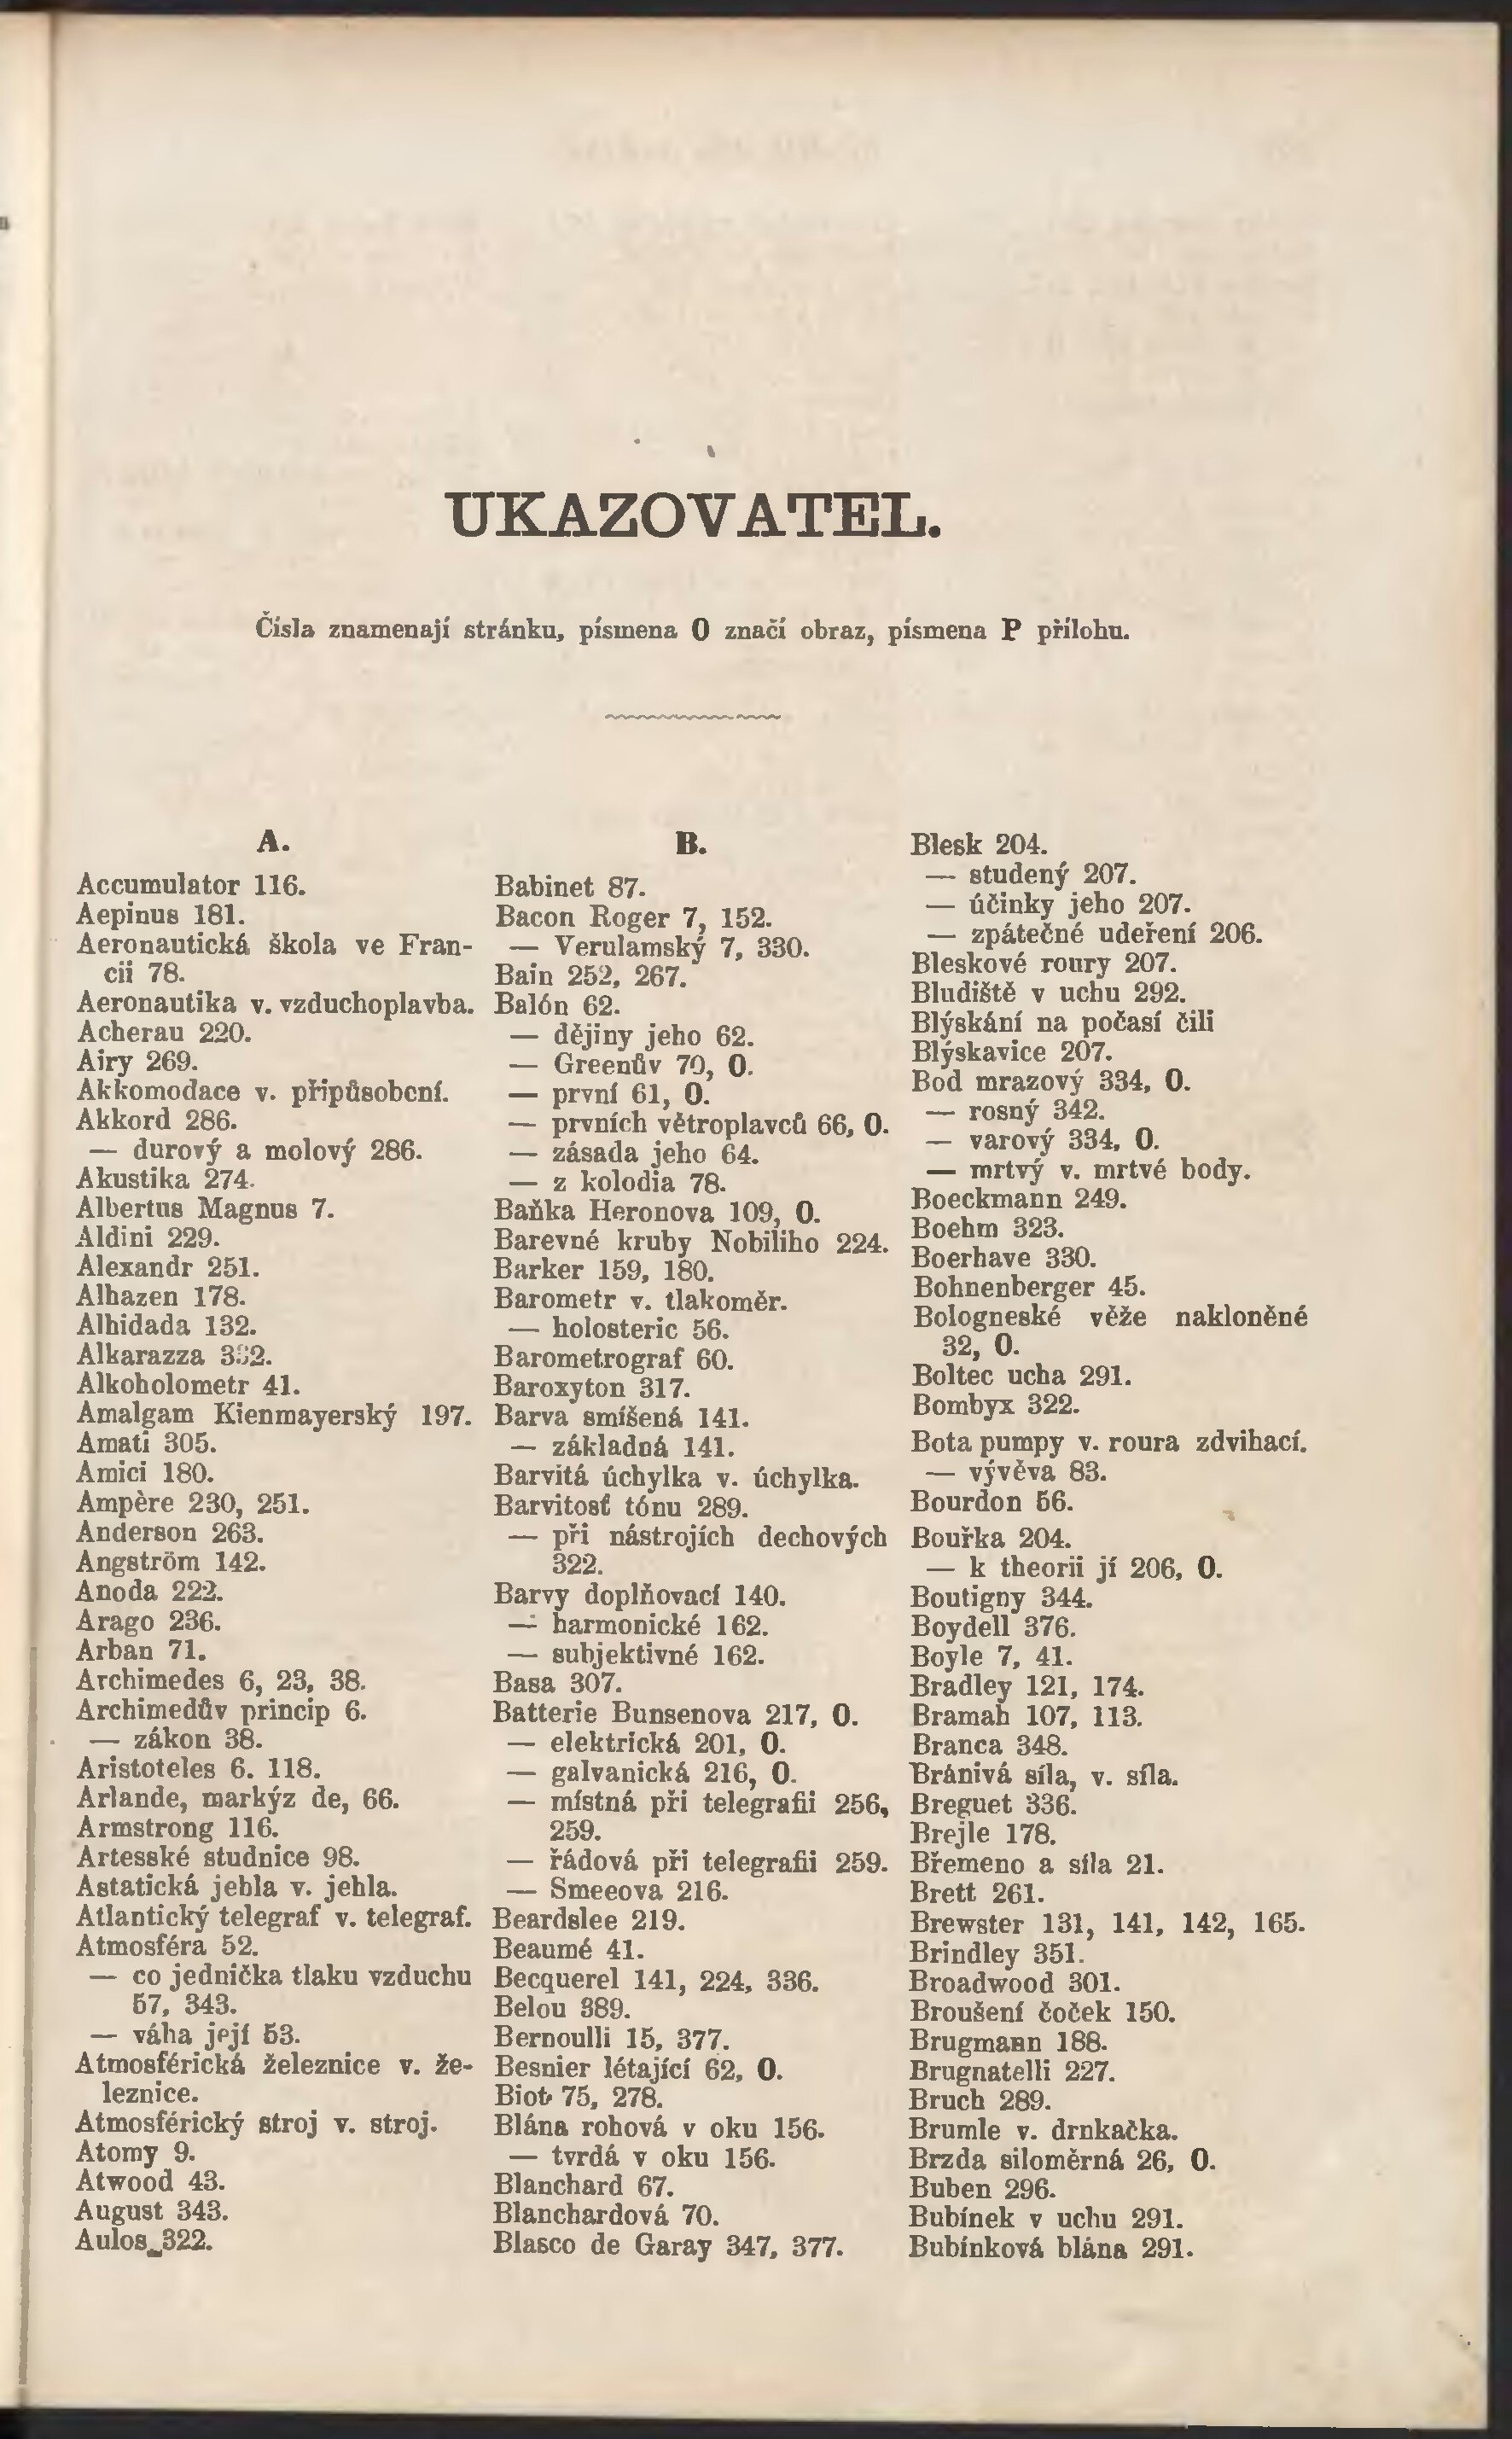 UKAZOVATEL.
Čísla znamenají stránku, písmena O značí obraz, písmena P přílohu.
A.
Accumulator 116.
Aepinus 181.
Aeronautická škola ve Fran-
cii 78.
Aeronautika v. vzduchoplavba.
Acherau 220.
Airy 269.
Akkomodace v. připůsobení.
Akkord 286.
— durový a molový 286.
Akustika 274.
Albertus Magnus 7.
Aldini 229.
Alexandr 251.
Alhazen 178.
Alhidada 132.
Alkarazza 332.
Alkoholometr 41.
Amalgam Kienmayerský 197.
Amati 305.
Amici 180.
Ampère 230, 251.
Anderson 263.
Angström 142.
Anoda 222.
Arago 236.
Arban 71.
Archimedes 6, 23, 38.
Archimedův princip 6.
— zákon 38.
Aristoteles 6. 118.
Arlande, markýz de, 66.
Armstrong 116.
Artesské studnice 98.
Astatická jehla v. jehla.
Atlantický telegraf v. telegraf.
Atmosféra 52.
— co jednička tlaku vzduchu
57, 343.
— váha její 53.
Atmosférická železnice v. že-
leznice.
Atmosférický stroj v. stroj.
Atomy 9.
Atwood 43.
August 343.
Aulos 322.
B.
Babinet 87.
Bacon Roger 7, 152.
— Verulamský 7, 330.
Bain 252, 267.
Balón 62.
— dějiny jeho 62.
— Greenův 70, O.
— první 61, O.
— prvních větroplavců 66, O.
— zásada jeho 64.
— z kolodia 78.
Baňka Heronova 109, O.
Barevné kruby Nobiliho 224.
Barker 159, 180.
Barometr v. tlakoměr.
— holosteric 56.
Barometrograf 60.
Baroxyton 317.
Barva smíšená 141.
— základná 141.
Barvitá úchylka v. úchylka.
Barvitosť tónu 289.
— při nástrojích dechových
322.
Barvy doplňovací 140.
— harmonické 162.
— subjektivné 162.
Basa 307.
Batterie Bunsenova 217, O.
— elektrická 201, O.
— galvanická 216, O.
— místná při telegrafii 256,
259.
— řádová při telegrafii 259.
— Smeeova 216.
Beardslee 219.
Beaumé 41.
Becquerel 141, 224, 336.
Belou 389.
Bernoulli 15, 377.
Besnier létající 62, O.
Biot 75, 278.
Blána rohová v oku 156.
— tvrdá v oku 156.
Blanchard 67.
Blanchardová 70.
Blasco de Garay 347, 377.
Blesk 204.
— studený 207.
— účinky jeho 207.
— zpátečné udeření 206.
Bleskové roury 207.
Bludiště v uchu 292.
Blýskání na počasí čili
Blýskavice 207.
Bod mrazový 334, O.
— rosný 342.
— varový 334, O.
— mrtvý v. mrtvé body.
Boeckmann 249.
Boehm 323.
Boerhave 330.
Bohnenberger 45.
Bologneské věže nakloněné
32, O.
Boltec ucha 291.
Bombyx 322.
Bota pumpy v. roura zdvihací.
— vývěva 83.
Bourdon 56.
Bouřka 204.
— k theorii jí 206, O.
Boutigny 344.
Boydell 376.
Boyle 7, 41.
Bradley 121, 174.
Bramah 107, 113.
Branca 348.
Bránivá síla, v. síla.
Breguet 336.
Brejle 178.
Břemeno a síla 21.
Brett 261.
Brewster 131, 141, 142, 165.
Brindley 351.
Broadwood 301.
Broušení čoček 150.
Brugmann 188.
Brugnatelli 227.
Bruch 289.
Brumle v. drnkačka.
Brzda siloměrná 26, O.
Buben 296.
Bubínek v uchu 291.
Bubínková blána 291.